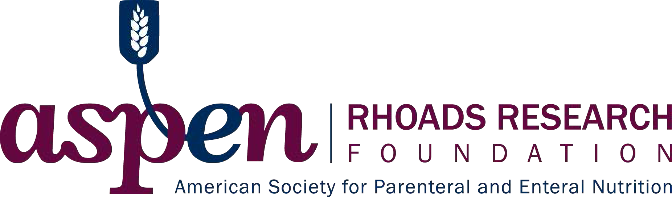 aspen
RHOADS RESEARCH
FOUNDATION
American Society for Parenteral and Enteral Nutrition